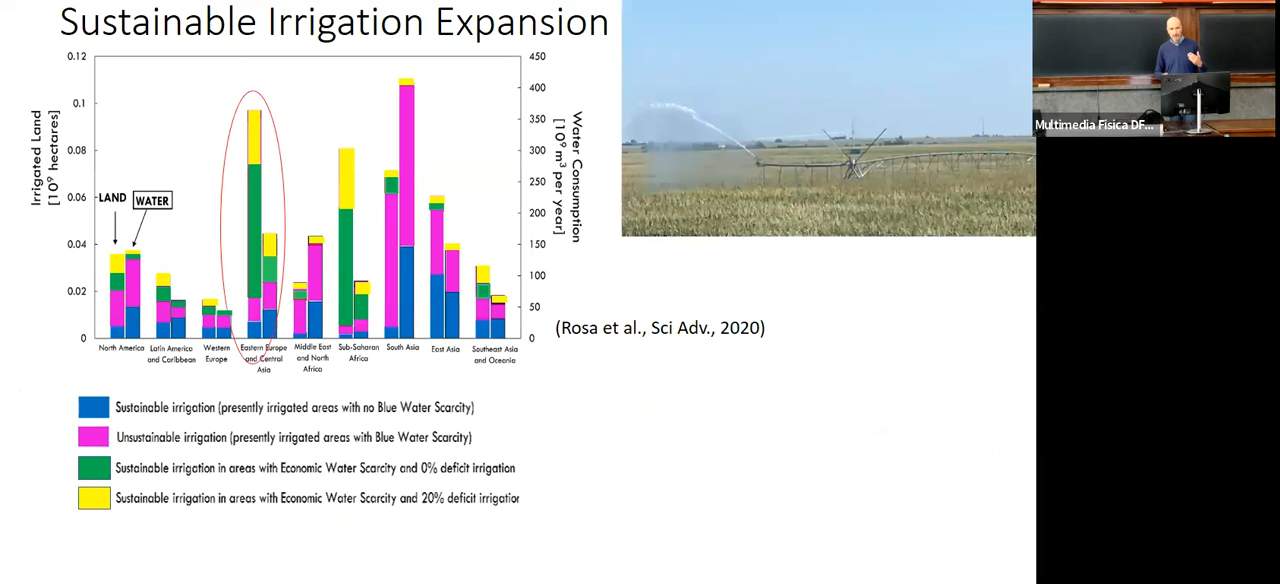 Sustainable Irrigation Expansion
Irrigated Land
[10⁹ hectares]
0.12
0.1
0.08
0.06
0.04
0.02
0
LAND
WATER
450
400
350
300
250
200
150
100
50
0
Water Consumption
[10⁹ m³ per year]
North America
Latin America
and Caribbean
Western
Europe
Eastern Europe
and Central
Asia
Middle East
and North
Africa
Sub-Saharan
Africa
South Asia
East Asia
Southeast Asia
and Oceania
(Rosa et al., Sci Adv., 2020)
Sustainable irrigation (presently irrigated areas with no Blue Water Scarcity)
Unsustainable irrigation (presently irrigated areas with Blue Water Scarcity)
Sustainable irrigation in areas with Economic Water Scarcity and 0% deficit irrigation
Sustainable irrigation in areas with Economic Water Scarcity and 20% deficit irrigation
Multimedia Fisica DF...